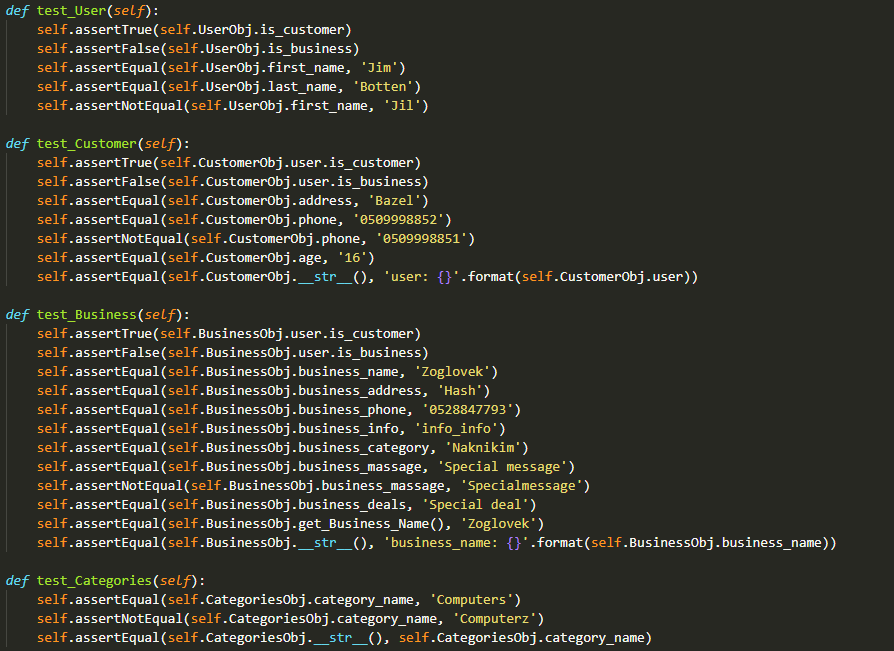 def test_User(self):
    self.assertTrue(self.UserObj.is_customer)
    self.assertFalse(self.UserObj.is_business)
    self.assertEqual(self.UserObj.first_name, 'Jim')
    self.assertEqual(self.UserObj.last_name, 'Botten')
    self.assertNotEqual(self.UserObj.first_name, 'Jil')

def test_Customer(self):
    self.assertTrue(self.CustomerObj.user.is_customer)
    self.assertFalse(self.CustomerObj.user.is_business)
    self.assertEqual(self.CustomerObj.address, 'Bazel')
    self.assertEqual(self.CustomerObj.phone, '0509998852')
    self.assertNotEqual(self.CustomerObj.phone, '0509998851')
    self.assertEqual(self.CustomerObj.age, '16')
    self.assertEqual(self.CustomerObj.__str__(), 'user: {}'.format(self.CustomerObj.user))

def test_Business(self):
    self.assertTrue(self.BusinessObj.user.is_customer)
    self.assertFalse(self.BusinessObj.user.is_business)
    self.assertEqual(self.BusinessObj.business_name, 'Zoglovek')
    self.assertEqual(self.BusinessObj.business_address, 'Hash')
    self.assertEqual(self.BusinessObj.business_phone, '0528847793')
    self.assertEqual(self.BusinessObj.business_info, 'info_info')
    self.assertEqual(self.BusinessObj.business_category, 'Naknikim')
    self.assertEqual(self.BusinessObj.business_massage, 'Special message')
    self.assertNotEqual(self.BusinessObj.business_massage, 'Specialmessage')
    self.assertEqual(self.BusinessObj.business_deals, 'Special deal')
    self.assertEqual(self.BusinessObj.get_Business_Name(), 'Zoglovek')
    self.assertEqual(self.BusinessObj.__str__(), 'business_name: {}'.format(self.BusinessObj.business_name))

def test_Categories(self):
    self.assertEqual(self.CategoriesObj.category_name, 'Computers')
    self.assertNotEqual(self.CategoriesObj.category_name, 'Computerz')
    self.assertEqual(self.CategoriesObj.__str__(), self.CategoriesObj.category_name)